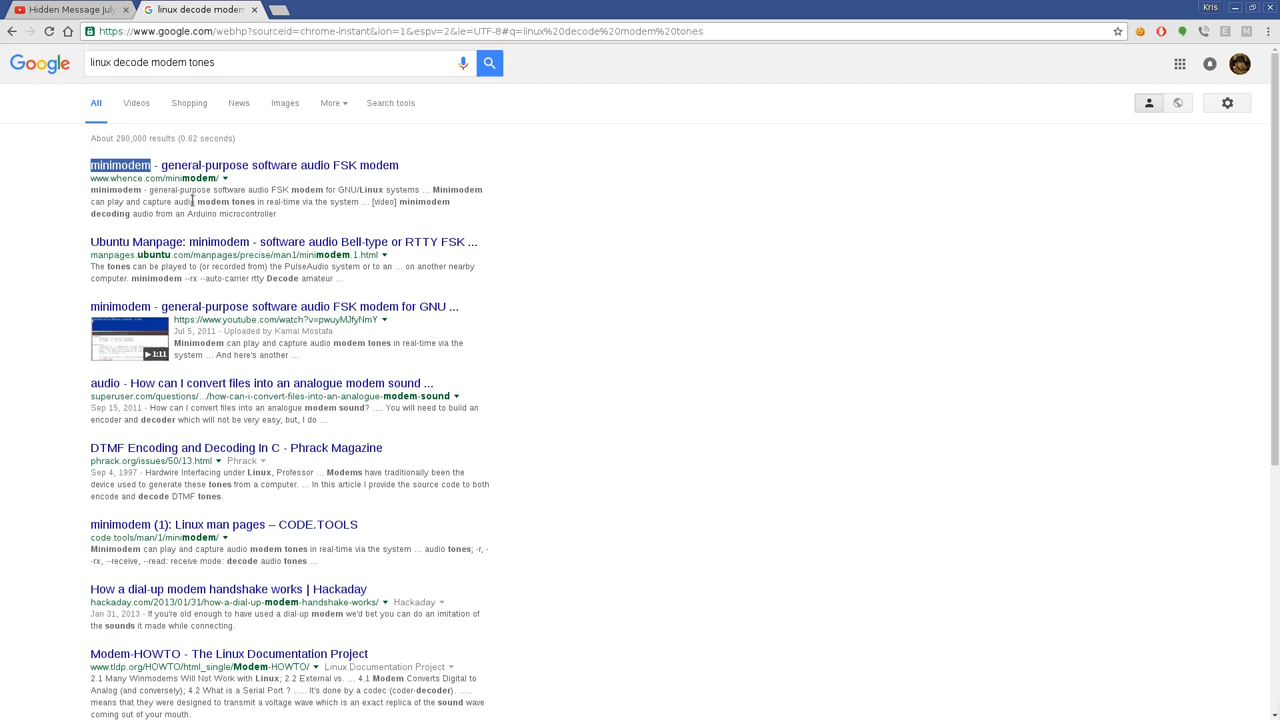 Hidden Message July
linux decode modem
Kris
https://www.google.com/webhp?sourceid=chrome-instant&ion=1&espv=2&ie=UTF-8#q=linux%20decode%20modem%20tones
Google
linux decode modem tones
All
Videos
Shopping
News
Images
More
Search tools
About 290,000 results (0.62 seconds)
minimodem - general-purpose software audio FSK modem
www.whence.com/minimodem/
minimodem - general-purpose software audio FSK modem for GNU/Linux systems ... Minimodem
can play and capture audio modem tones in real-time via the system ... [video] minimodem
decoding audio from an Arduino microcontroller
Ubuntu Manpage: minimodem - software audio Bell-type or RTTY FSK ...
manpages.ubuntu.com/manpages/precise/man1/minimodem.1.html
The tones can be played to (or recorded from) the PulseAudio system or to an ... on another nearby
computer. minimodem --rx --auto-carrier rtty Decode amateur ...
minimodem - general-purpose software audio FSK modem for GNU ...
https://www.youtube.com/watch?v=pwuyMJfyNmY
Jul 5, 2011 - Uploaded by Kamal Mostafa
Minimodem can play and capture audio modem tones in real-time via the
system ... And here's another ...
1:11
audio - How can I convert files into an analogue modem sound ...
superuser.com/questions/.../how-can-i-convert-files-into-an-analogue-modem-sound
Sep 15, 2011 - How can I convert files into an analogue modem sound? .... You will need to build an
encoder and decoder which will not be very easy, but, I do ...
DTMF Encoding and Decoding In C - Phrack Magazine
phrack.org/issues/50/13.html Phrack
Sep 4, 1997 - Hardwire Interfacing under Linux, Professor ... Modems have traditionally been the
device used to generate these tones from a computer. ... In this article I provide the source code to both
encode and decode DTMF tones.
minimodem (1): Linux man pages – CODE.TOOLS
code.tools/man/1/minimodem/
Minimodem can play and capture audio modem tones in real-time via the system ... audio tones; -r, -
-rx, --receive, --read: receive mode: decode audio tones ...
How a dial-up modem handshake works | Hackaday
hackaday.com/2013/01/31/how-a-dial-up-modem-handshake-works/ Hackaday
Jan 31, 2013 - If you're old enough to have used a dial-up modem we'd bet you can do an imitation of
the sounds it made while connecting.
Modem-HOWTO - The Linux Documentation Project
www.tldp.org/HOWTO/html_single/Modem-HOWTO/ Linux Documentation Project
2.1 Many Winmodems Will Not Work with Linux; 2.2 External vs. ... 4.1 Modem Converts Digital to
Analog (and conversely); 4.2 What is a Serial Port ? ..... It's done by a codec (coder-decoder). .....
means that they were designed to transmit a voltage wave which is an exact replica of the sound wave
coming out of your mouth.